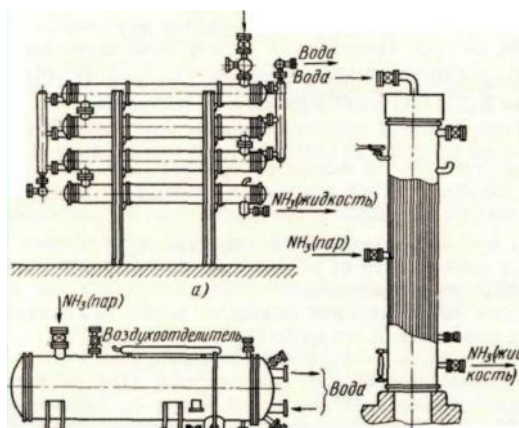 Вода
Вода
NH₃(жидкость)
NH₃(пар)
а)
NH₃(пар)
Воздухоотделитель
Вода
NH₃(жид
кость)